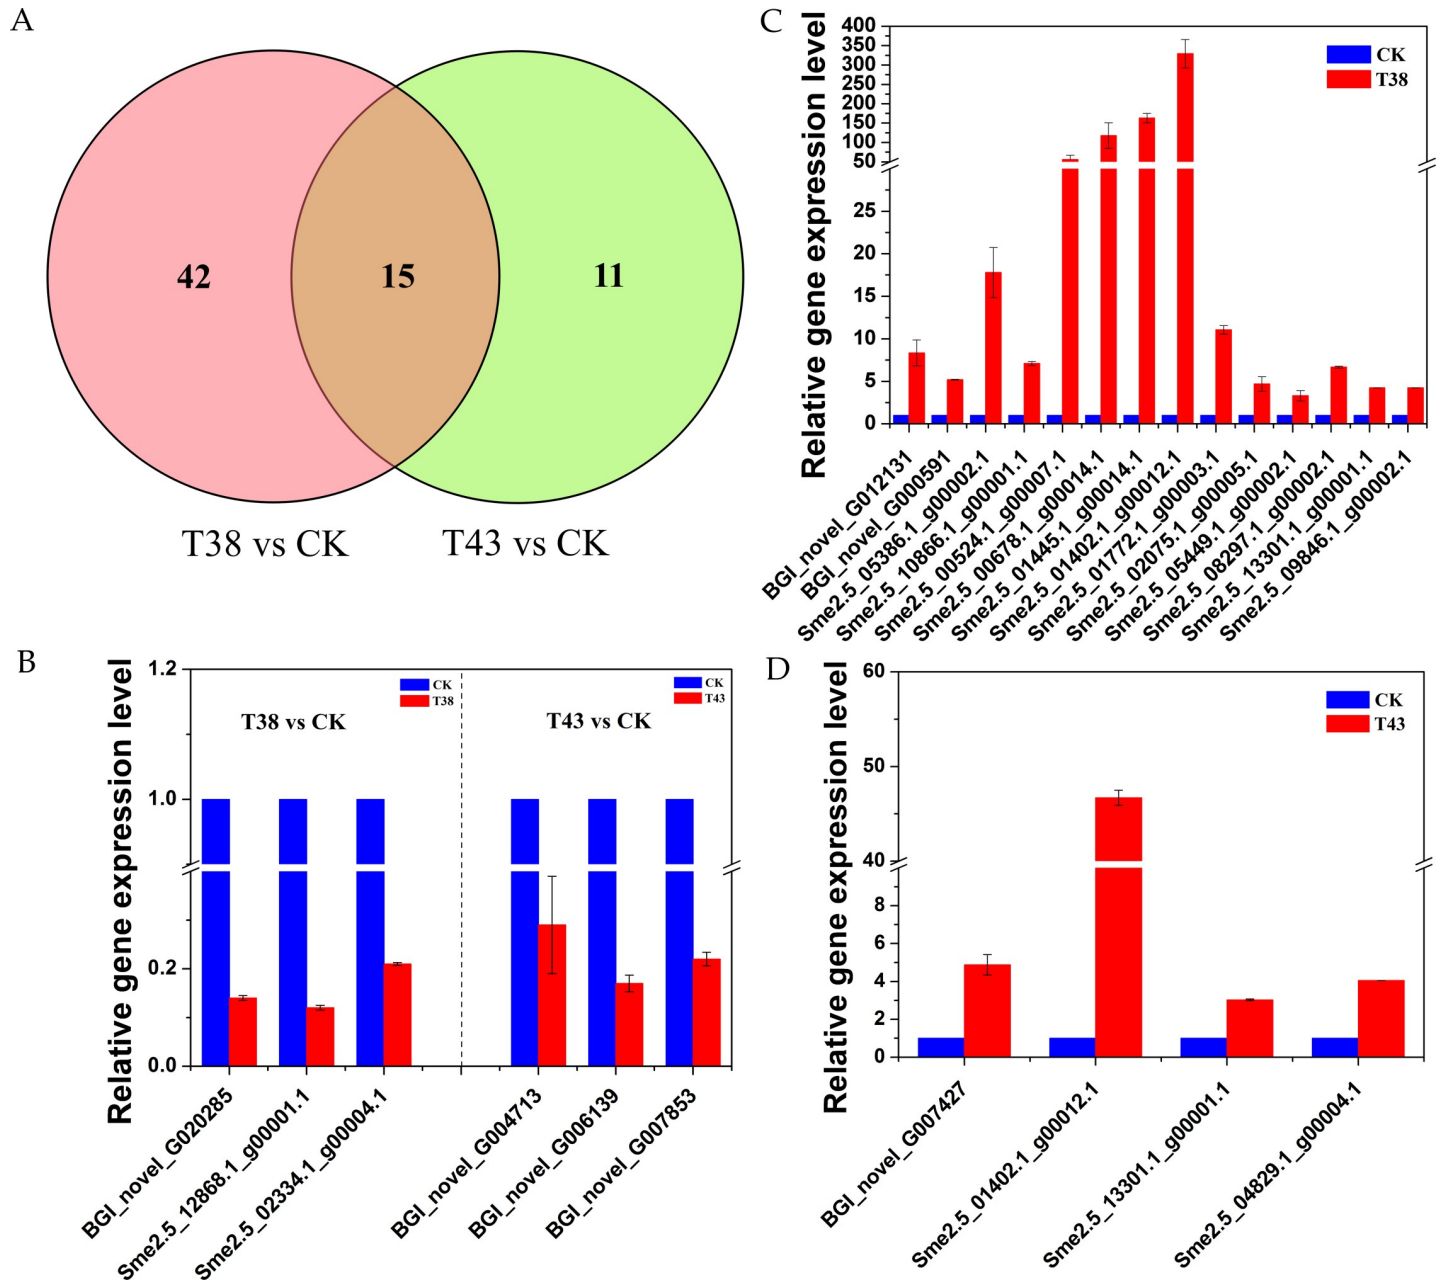 A
42
15
11
T38 vs CK
T43 vs CK
B
Relative gene expression level
1.2
1.0
0.2
0.0
CK
T38
T38 vs CK
CK
T43
T43 vs CK
BGI_novel_G020285
Sme2.5_12868.1_g00001.1
Sme2.5_02334.1_g00004.1
BGI_novel_G004713
BGI_novel_G006139
BGI_novel_G007853
C
Relative gene expression level
400
350
300
250
200
150
100
50
25
20
15
10
5
0
CK
T38
BGI_novel_G012131
BGI_novel_G000591
Sme2.5_05386.1_g00002.1
Sme2.5_10866.1_g00001.1
Sme2.5_00524.1_g00007.1
Sme2.5_00678.1_g00014.1
Sme2.5_01445.1_g00014.1
Sme2.5_01402.1_g00012.1
Sme2.5_01772.1_g00003.1
Sme2.5_02075.1_g00005.1
Sme2.5_05449.1_g00002.1
Sme2.5_08297.1_g00002.1
Sme2.5_13301.1_g00001.1
Sme2.5_09846.1_g00002.1
D
Relative gene expression level
60
50
40
8
6
4
2
0
CK
T43
BGI_novel_G007427
Sme2.5_01402.1_g00012.1
Sme2.5_13301.1_g00001.1
Sme2.5_04829.1_g00004.1